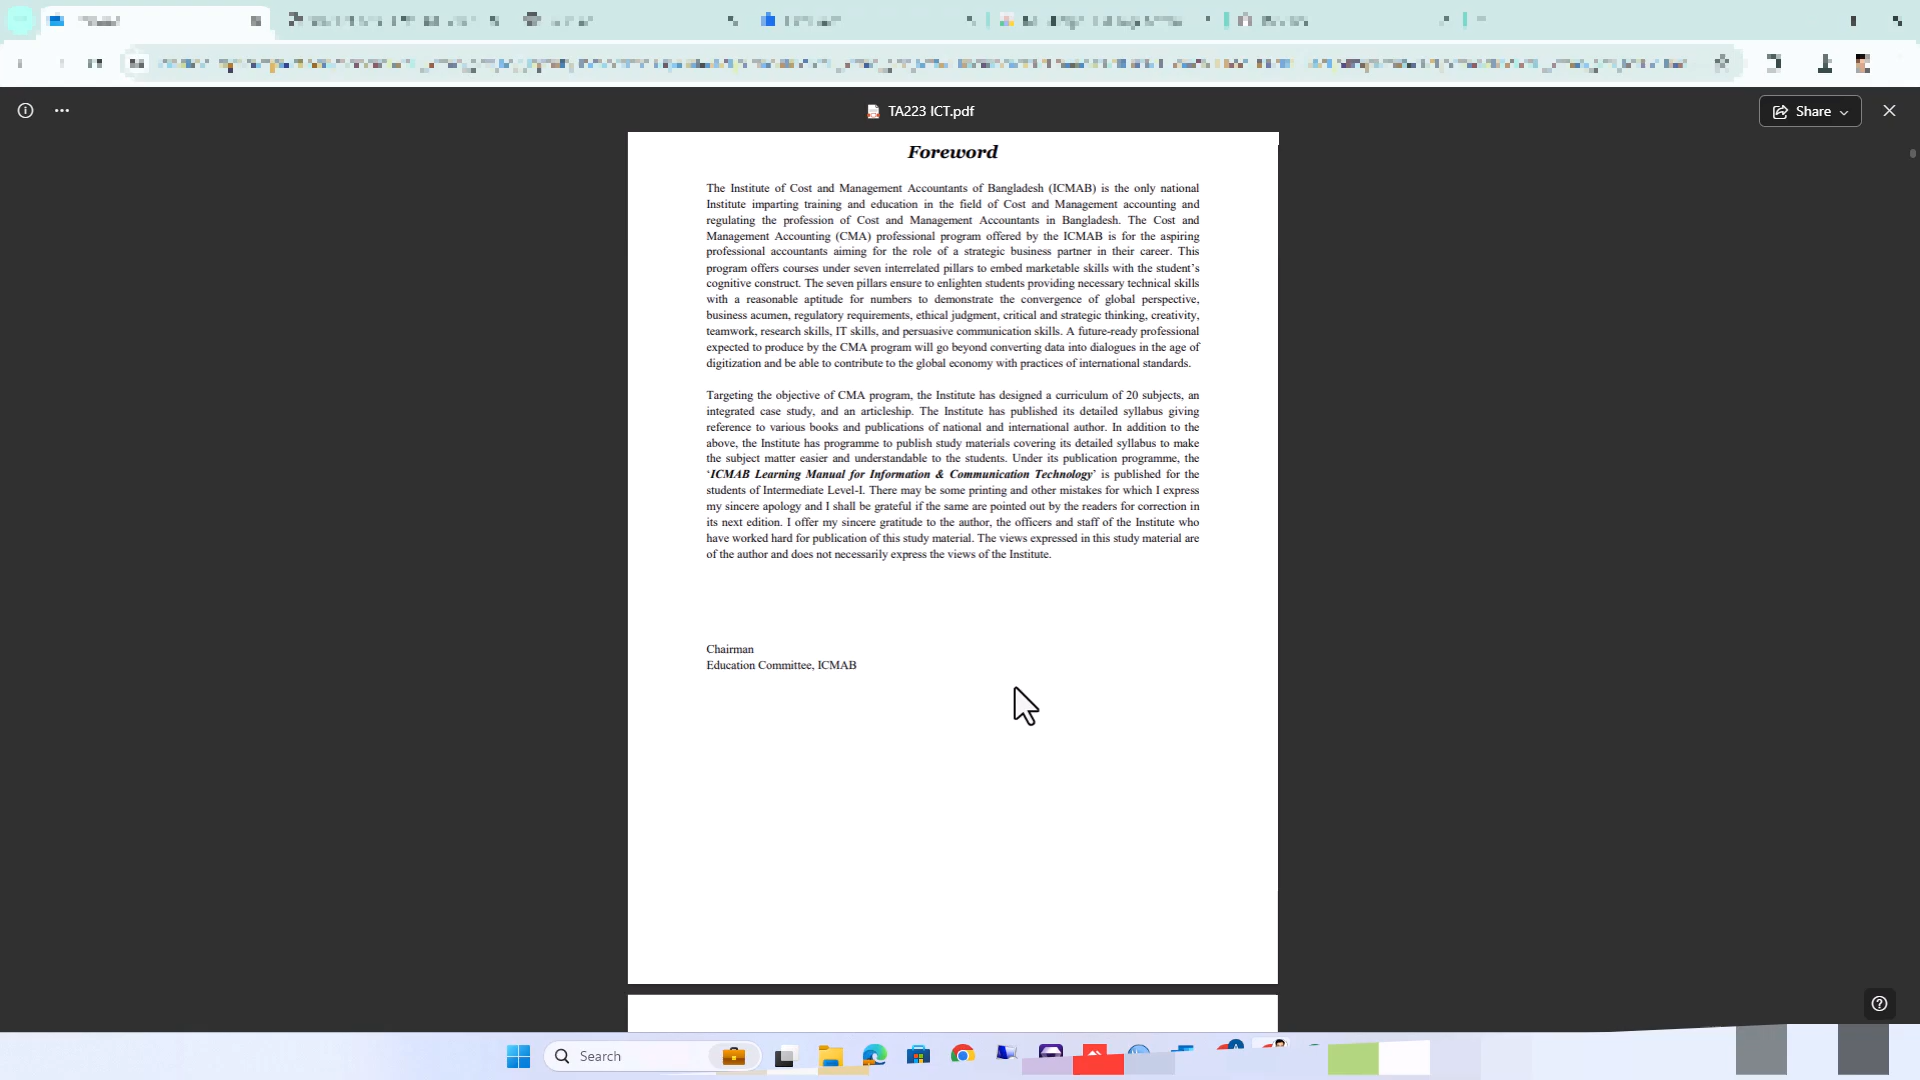 TA223 ICT.pdf
Share
Foreword
The Institute of Cost and Management Accountants of Bangladesh (ICMAB) is the only national
Institute imparting training and education in the field of Cost and Management accounting and
regulating the profession of Cost and Management Accountants in Bangladesh. The Cost and
Management Accounting (CMA) professional program offered by the ICMAB is for the aspiring
professional accountants aiming for the role of a strategic business partner in their career. This
program offers courses under seven interrelated pillars to embed marketable skills with the student's
cognitive construct. The seven pillars ensure to enlighten students providing necessary technical skills
with a reasonable aptitude for numbers to demonstrate the convergence of global perspective,
business acumen, regulatory requirements, ethical judgment, critical and strategic thinking, creativity,
teamwork, research skills, IT skills, and persuasive communication skills. A future-ready professional
expected to produce by the CMA program will go beyond converting data into dialogues in the age of
digitization and be able to contribute to the global economy with practices of international standards.
Targeting the objective of CMA program, the Institute has designed a curriculum of 20 subjects, an
integrated case study, and an articleship. The Institute has published its detailed syllabus giving
reference to various books and publications of national and international author. In addition to the
above, the Institute has programme to publish study materials covering its detailed syllabus to make
the subject matter easier and understandable to the students. Under its publication programme, the
‘ICMAB Learning Manual for Information & Communication Technology’ is published for the
students of Intermediate Level-I. There may be some printing and other mistakes for which I express
my sincere apology and I shall be grateful if the same are pointed out by the readers for correction in
its next edition. I offer my sincere gratitude to the author, the officers and staff of the Institute who
have worked hard for publication of this study material. The views expressed in this study material are
of the author and does not necessarily express the views of the Institute.
Chairman
Education Committee, ICMAB
Search